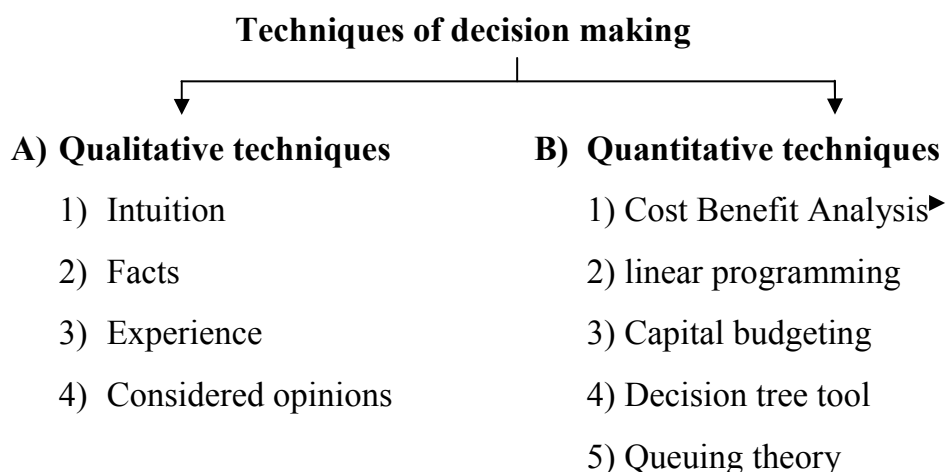 Techniques of decision making
A) Qualitative techniques
1) Intuition
2) Facts
3) Experience
4) Considered opinions
B) Quantitative techniques
1) Cost Benefit Analysis
2) linear programming
3) Capital budgeting
4) Decision tree tool
5) Queuing theory